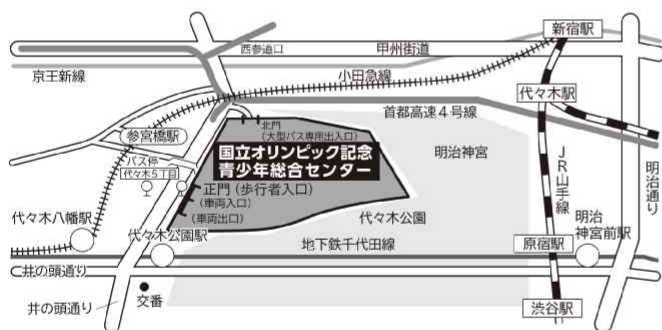 新宿駅
西参道口
甲州街道
京王新線
小田急線
代々木駅
首都高速4号線
参宮橋駅
北門
(大型バス専用出入口)
国立オリンピック記念
青少年総合センター
明治神宮
バス停
代々木5丁目
正門(歩行者入口)
(車両入口)
(車両出口)
JR山手線
明治通り
代々木八幡駅
代々木公園駅
代々木公園
地下鉄千代田線
原宿駅
明治
神宮前駅
井の頭通り
井の頭通り
交番
渋谷駅